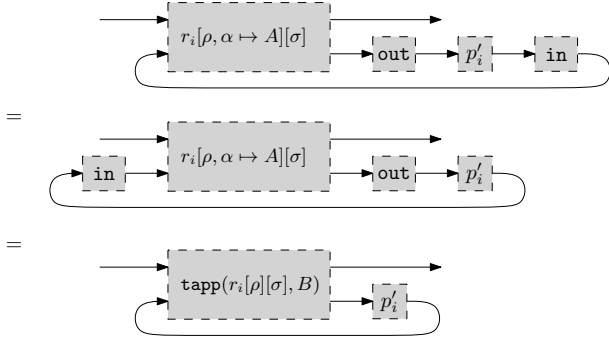 r_i[ρ, α ↦ A][σ]
out p′_i in
=
r_i[ρ, α ↦ A][σ]
in out p′_i
=
tapp(r_i[ρ][σ], B) p′_i